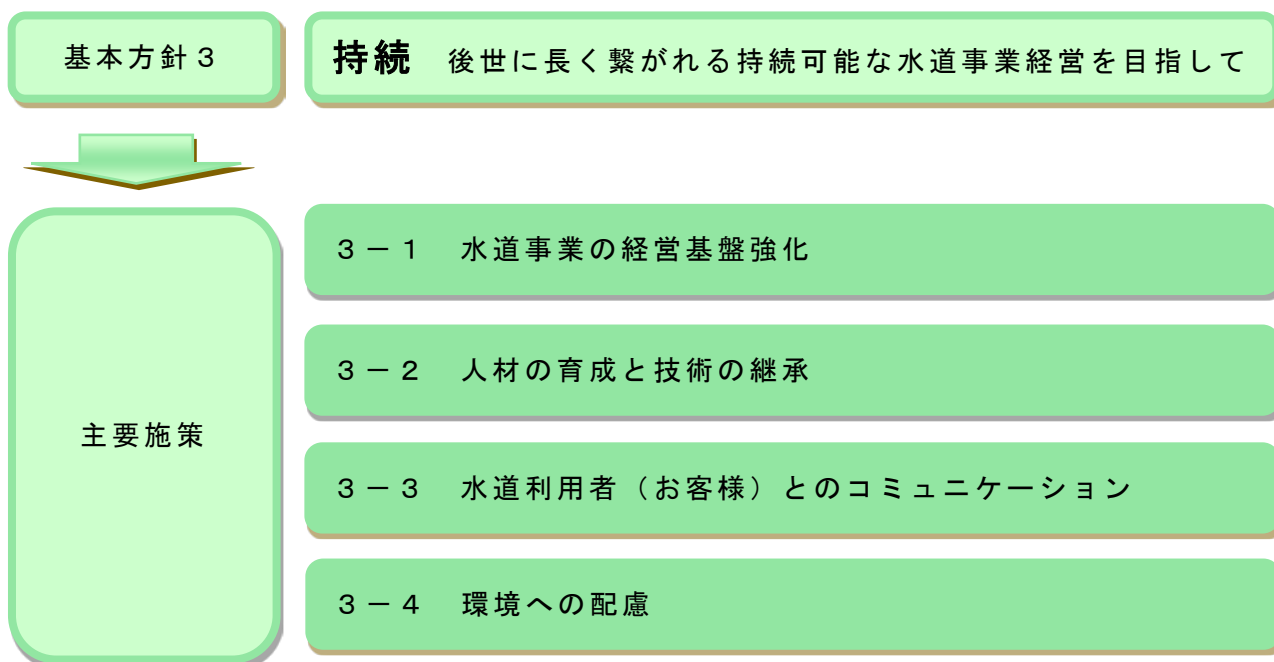 基本方針３
持続 後世に長く繋がれる持続可能な水道事業経営を目指して
主要施策
３－１ 水道事業の経営基盤強化
３－２ 人材の育成と技術の継承
３－３ 水道利用者（お客様）とのコミュニケーション
３－４ 環境への配慮